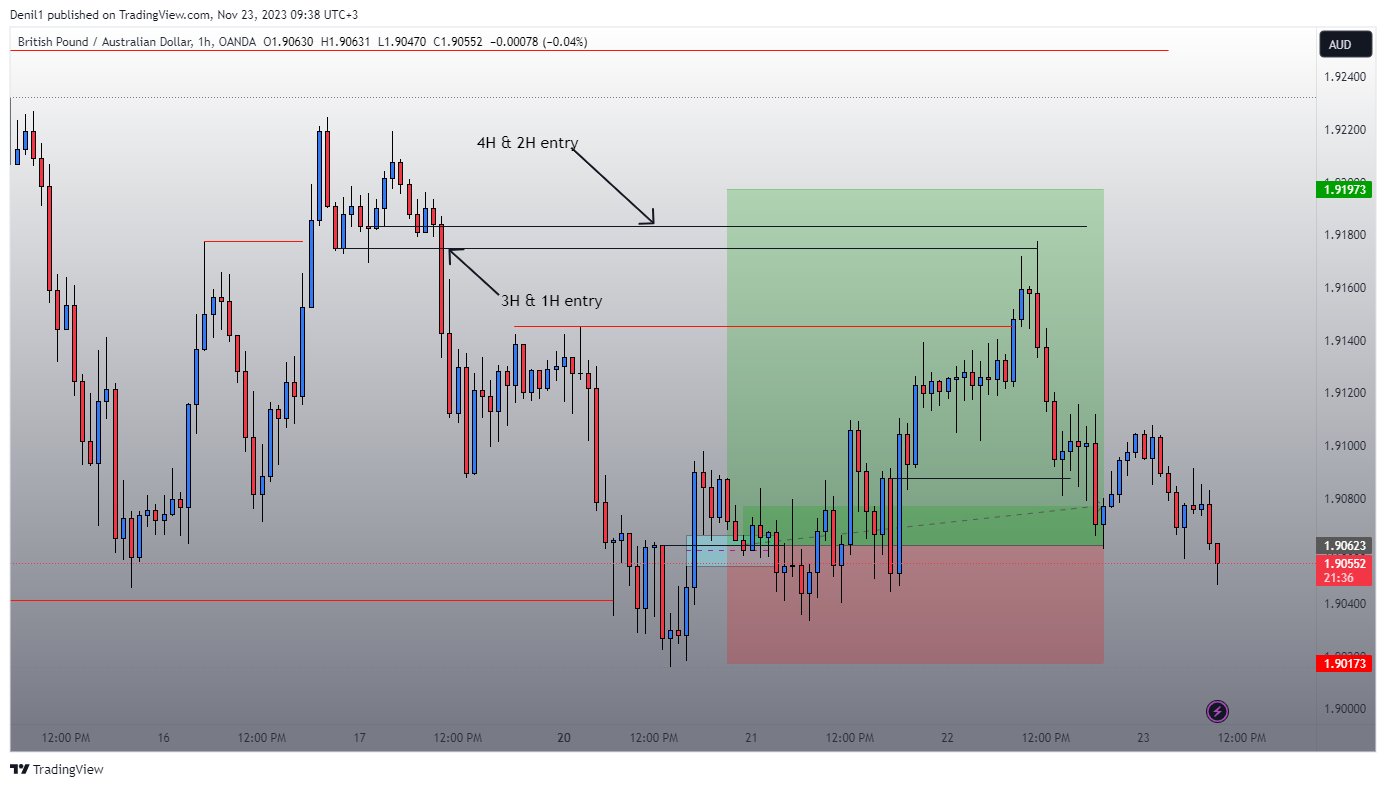 Denil1 published on TradingView.com, Nov 23, 2023 09:38 UTC+3
British Pound / Australian Dollar, 1h, OANDA O1.90630 H1.90631 L1.90470 C1.90552 −0.00078 (−0.04%)
AUD
1.92400
1.92200
1.91973
1.91800
1.91600
1.91400
1.91200
1.91000
1.90800
1.90623
1.90552
21:36
1.90400
1.90173
1.90000
4H & 2H entry
3H & 1H entry
12:00 PM 16 12:00 PM 17 12:00 PM 20 12:00 PM 21 12:00 PM 22 12:00 PM 23 12:00 PM
TradingView